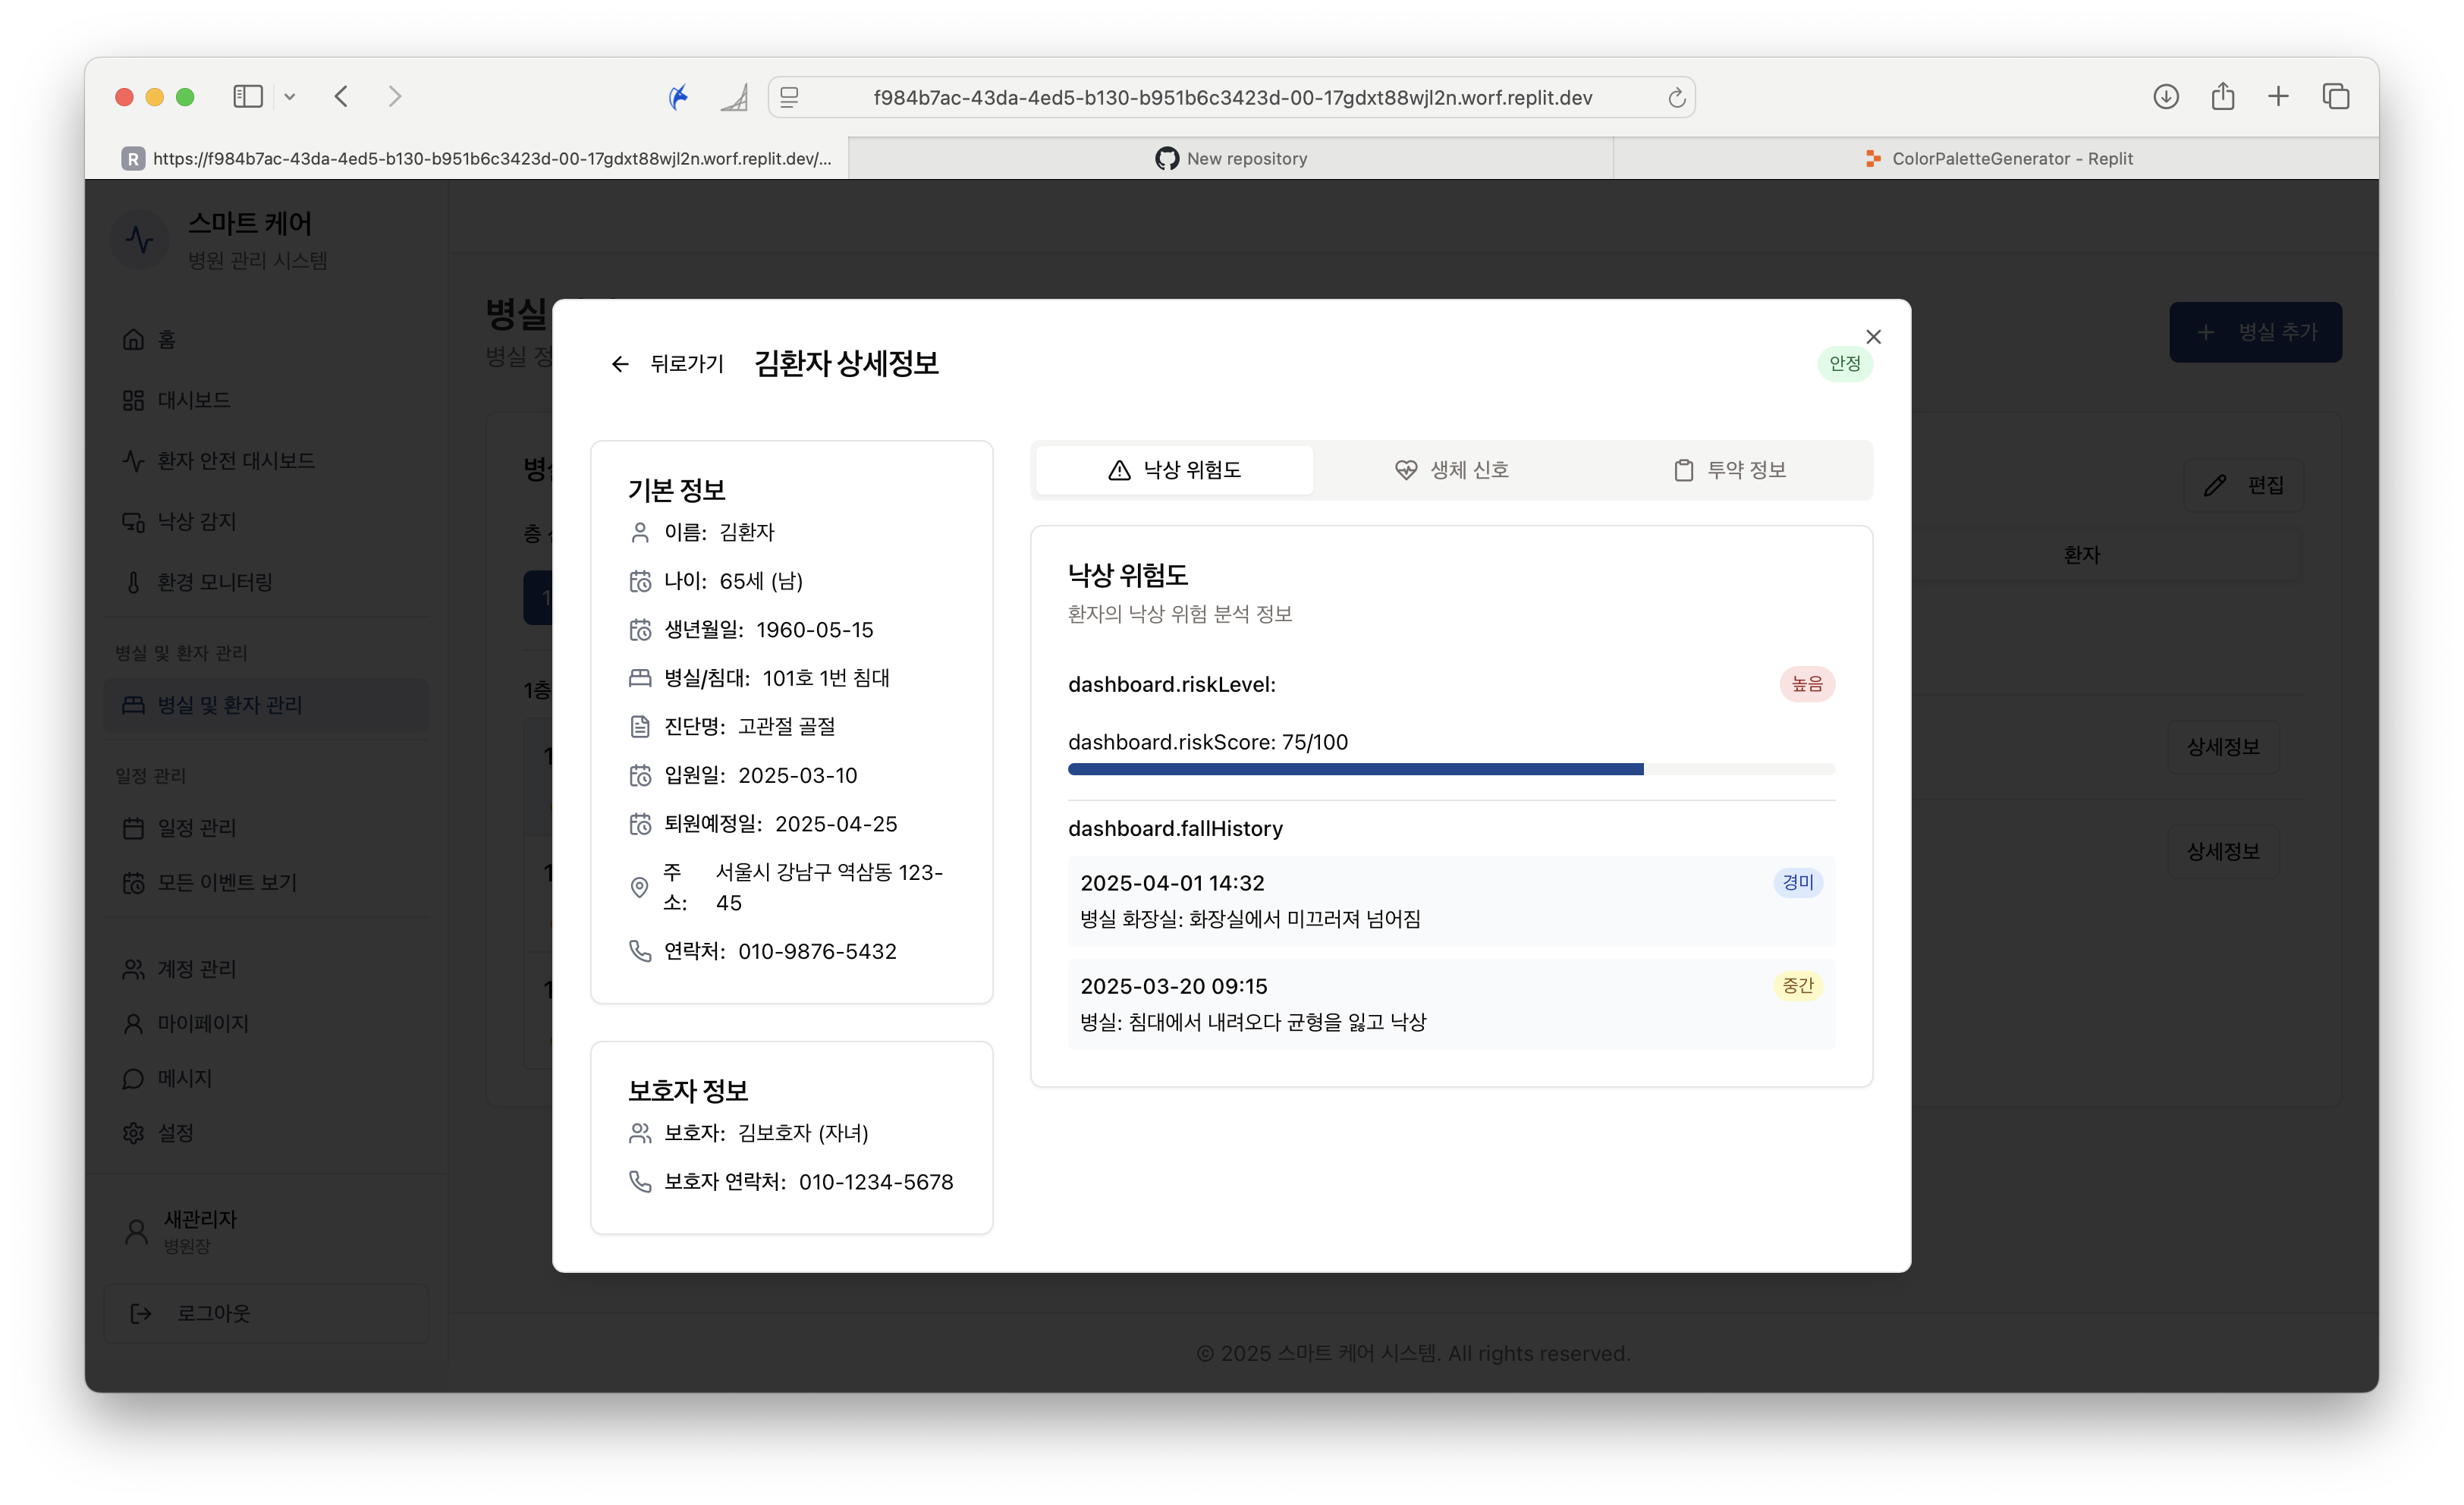 f984b7ac-43da-4ed5-b130-b951b6c3423d-00-17gdxt88wjl2n.worf.replit.dev
R https://f984b7ac-43da-4ed5-b130-b951b6c3423d-00-17gdxt88wjl2n.worf.replit.dev/...
New repository
ColorPaletteGenerator - Replit
스마트 케어
병원 관리 시스템
홈
대시보드
환자 안전 대시보드
낙상 감지
환경 모니터링
병실 및 환자 관리
병실 및 환자 관리
일정 관리
일정 관리
모든 이벤트 보기
계정 관리
마이페이지
메시지
설정
새관리자
병원장
로그아웃
병실
병실 정
병실 추가
편집
층
환자
1층
상세정보
상세정보
뒤로가기
김환자 상세정보
안정
기본 정보
이름: 김환자
나이: 65세 (남)
생년월일: 1960-05-15
병실/침대: 101호 1번 침대
진단명: 고관절 골절
입원일: 2025-03-10
퇴원예정일: 2025-04-25
주소: 서울시 강남구 역삼동 123-
45
연락처: 010-9876-5432
보호자 정보
보호자: 김보호자 (자녀)
보호자 연락처: 010-1234-5678
낙상 위험도
생체 신호
투약 정보
낙상 위험도
환자의 낙상 위험 분석 정보
dashboard.riskLevel:
높음
dashboard.riskScore: 75/100
dashboard.fallHistory
2025-04-01 14:32
경미
병실 화장실: 화장실에서 미끄러져 넘어짐
2025-03-20 09:15
중간
병실: 침대에서 내려오다 균형을 잃고 낙상
© 2025 스마트 케어 시스템. All rights reserved.